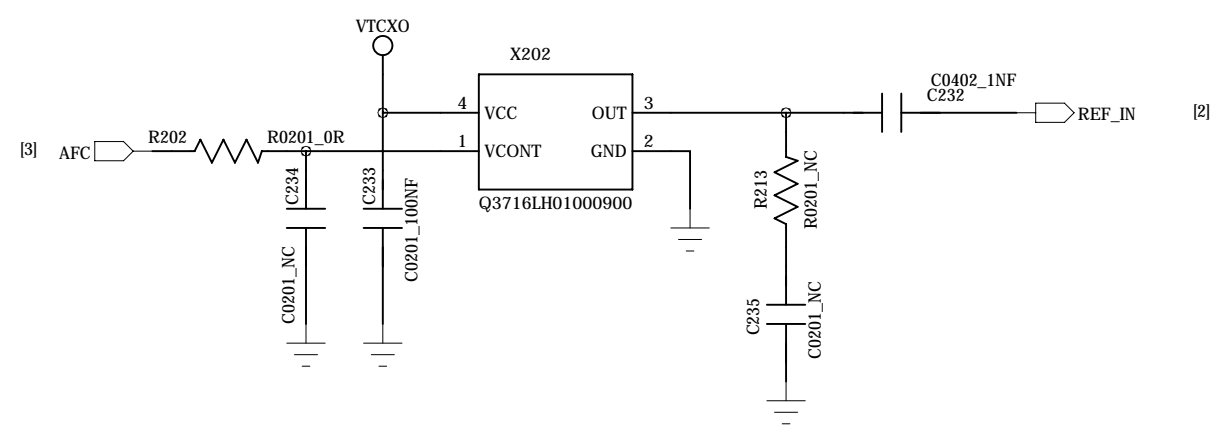 VTCXO
X202
C0402_1NF
C232
4
VCC
OUT
3
REF_IN
[2]
[3]
AFC
R202
R0201_0R
1
VCONT
GND
2
C234
C0201_NC
C233
C0201_100NF
Q3716LH01000900
R213
R0201_NC
C235
C0201_NC